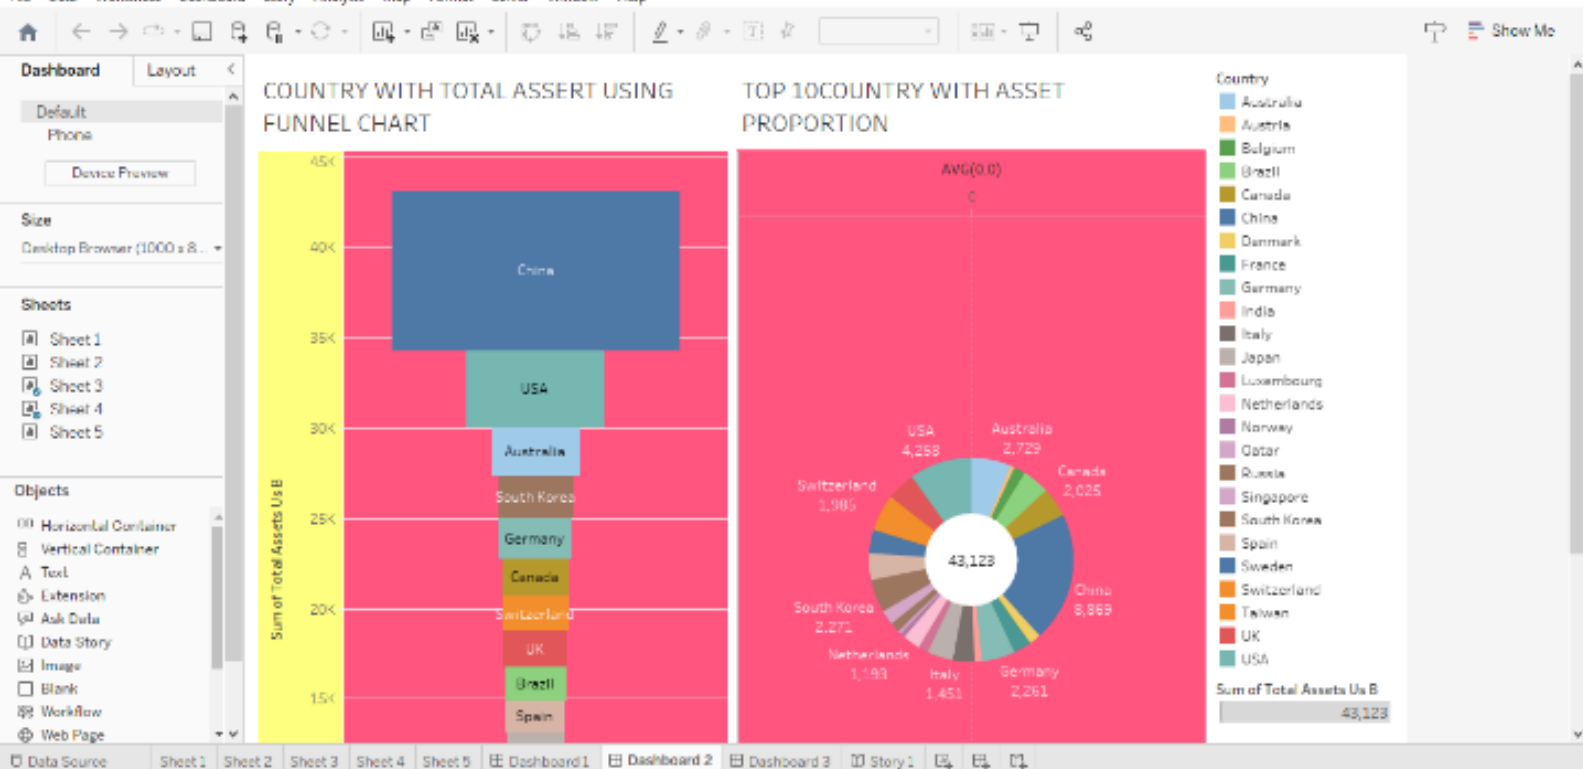 Show Me
Dashboard
Layout
Default
Phone
Device Preview
Size
Desktop Browser (1000 x 8...
Sheets
Sheet 1
Sheet 2
Sheet 3
Sheet 4
Sheet 5
Objects
Horizontal Container
Vertical Container
Text
Extension
Ask Data
Data Story
Image
Blank
Workflow
Web Page
COUNTRY WITH TOTAL ASSERT USING
FUNNEL CHART
45K
40K
35K
30K
25K
20K
15K
Sum of Total Assets Us B
China
USA
Australia
South Korea
Germany
Canada
Switzerland
UK
Brazil
Spain
TOP 10COUNTRY WITH ASSET
PROPORTION
AVG(0.0)
0
USA
4,258
Australia
2,729
Canada
2,025
Switzerland
1,985
43,123
China
8,869
South Korea
2,271
Netherlands
1,193
Italy
1,451
Germany
2,261
Country
Australia
Austria
Belgium
Brazil
Canada
China
Denmark
France
Germany
India
Italy
Japan
Luxembourg
Netherlands
Norway
Qatar
Russia
Singapore
South Korea
Spain
Sweden
Switzerland
Taiwan
UK
USA
Sum of Total Assets Us B
43,123
Data Source
Sheet 1
Sheet 2
Sheet 3
Sheet 4
Sheet 5
Dashboard 1
Dashboard 2
Dashboard 3
Story 1